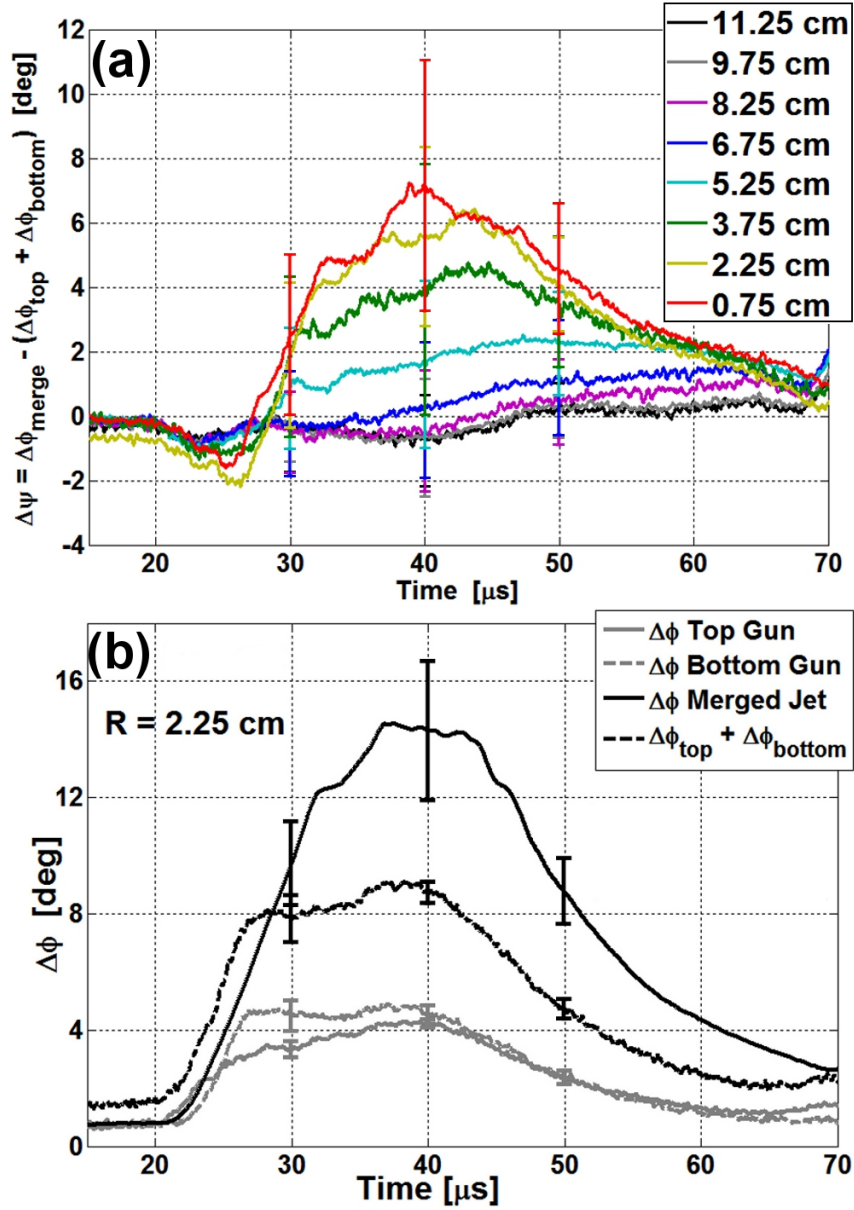 (a)
Δψ = Δϕmerge - (Δϕtop + Δϕbottom) [deg]
12
10
8
6
4
2
0
-2
-4
20 30 40 50 60 70
Time [μs]
11.25 cm
9.75 cm
8.25 cm
6.75 cm
5.25 cm
3.75 cm
2.25 cm
0.75 cm
(b)
R = 2.25 cm
Δϕ [deg]
16
12
8
4
0
20 30 40 50 60 70
Time [μs]
Δϕ Top Gun
Δϕ Bottom Gun
Δϕ Merged Jet
Δϕtop + Δϕbottom